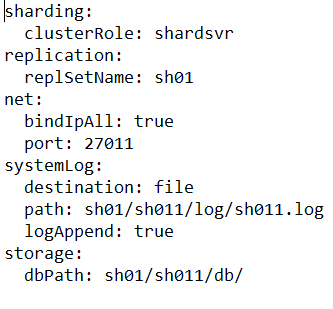 sharding:
  clusterRole: shardsvr
replication:
  replSetName: sh01
net:
  bindIpAll: true
  port: 27011
systemLog:
  destination: file
  path: sh01/sh011/log/sh011.log
  logAppend: true
storage:
  dbPath: sh01/sh011/db/